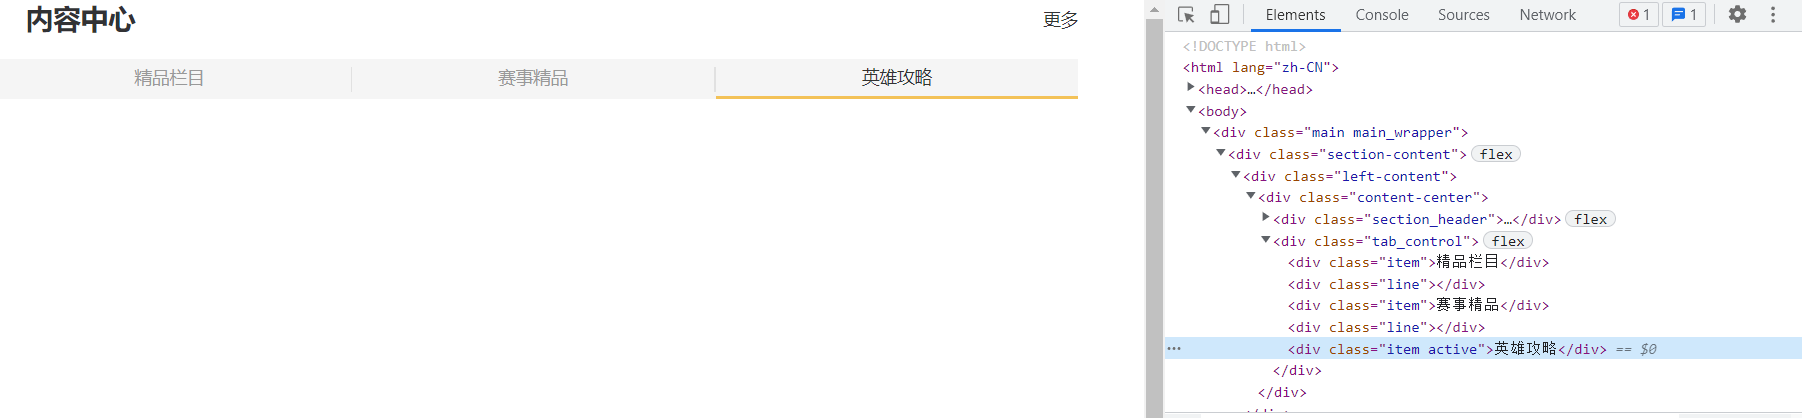 内容中心
更多
精品栏目 赛事精品 英雄攻略
Elements Console Sources Network 1 1
<!DOCTYPE html>
<html lang="zh-CN">
<head>…</head>
<body>
<div class="main main_wrapper">
<div class="section-content"> flex
<div class="left-content">
<div class="content-center">
<div class="section_header">…</div> flex
<div class="tab_control"> flex
<div class="item">精品栏目</div>
<div class="line"></div>
<div class="item">赛事精品</div>
<div class="line"></div>
<div class="item active">英雄攻略</div> == $0
</div>
</div>